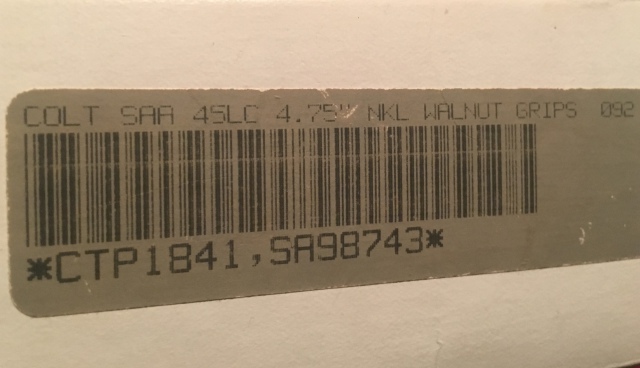 COLT SAA 45LC 4.75" NKL WALNUT GRIPS 092
*CTP1841,SA98743*